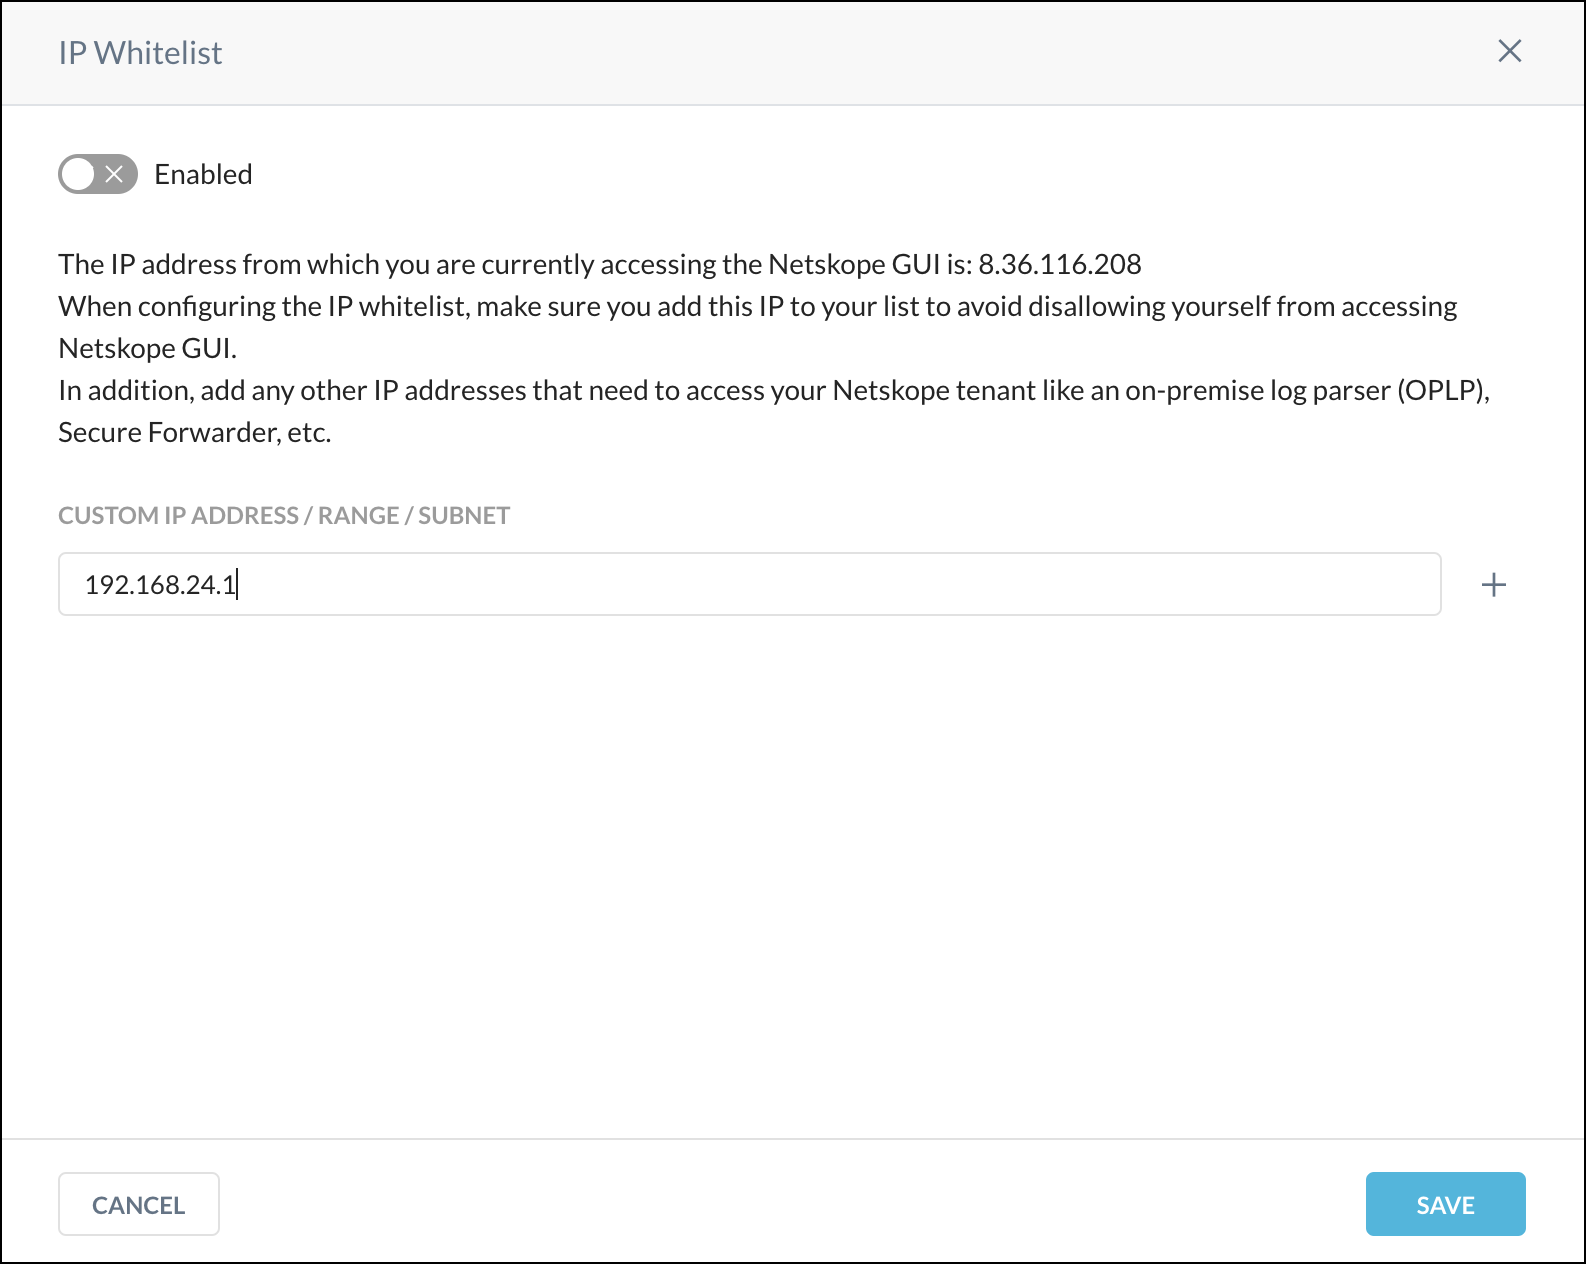 IP Whitelist
Enabled
The IP address from which you are currently accessing the Netskope GUI is: 8.36.116.208
When configuring the IP whitelist, make sure you add this IP to your list to avoid disallowing yourself from accessing
Netskope GUI.
In addition, add any other IP addresses that need to access your Netskope tenant like an on-premise log parser (OPLP),
Secure Forwarder, etc.
CUSTOM IP ADDRESS / RANGE / SUBNET
192.168.24.1
CANCEL
SAVE